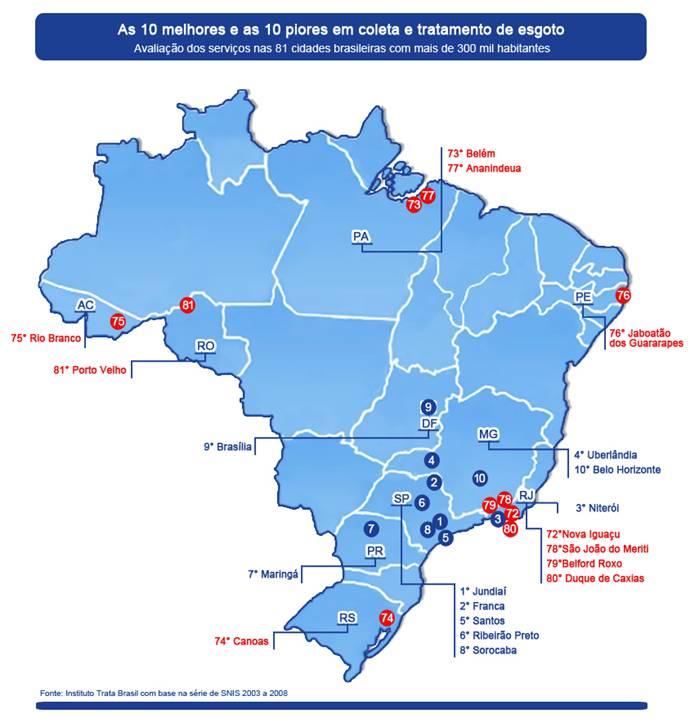 As 10 melhores e as 10 piores em coleta e tratamento de esgoto
Avaliação dos serviços nas 81 cidades brasileiras com mais de 300 mil habitantes
73° Belém
77° Ananindeua
77
73
PA
AC
75
81
PE
76
75° Rio Branco
RO
76° Jaboatão
dos Guararapes
81° Porto Velho
9
DF
9° Brasília
MG
4
4° Uberlândia
10° Belo Horizonte
2
10
SP
6
79
78
RJ
72
3
80
3° Niterói
7
8
1
5
72°Nova Iguaçu
78°São João do Meriti
79°Belford Roxo
80° Duque de Caxias
PR
7° Maringá
1° Jundiaí
2° Franca
5° Santos
6° Ribeirão Preto
8° Sorocaba
RS
74
74° Canoas
Fonte: Instituto Trata Brasil com base na série de SNIS 2003 a 2008